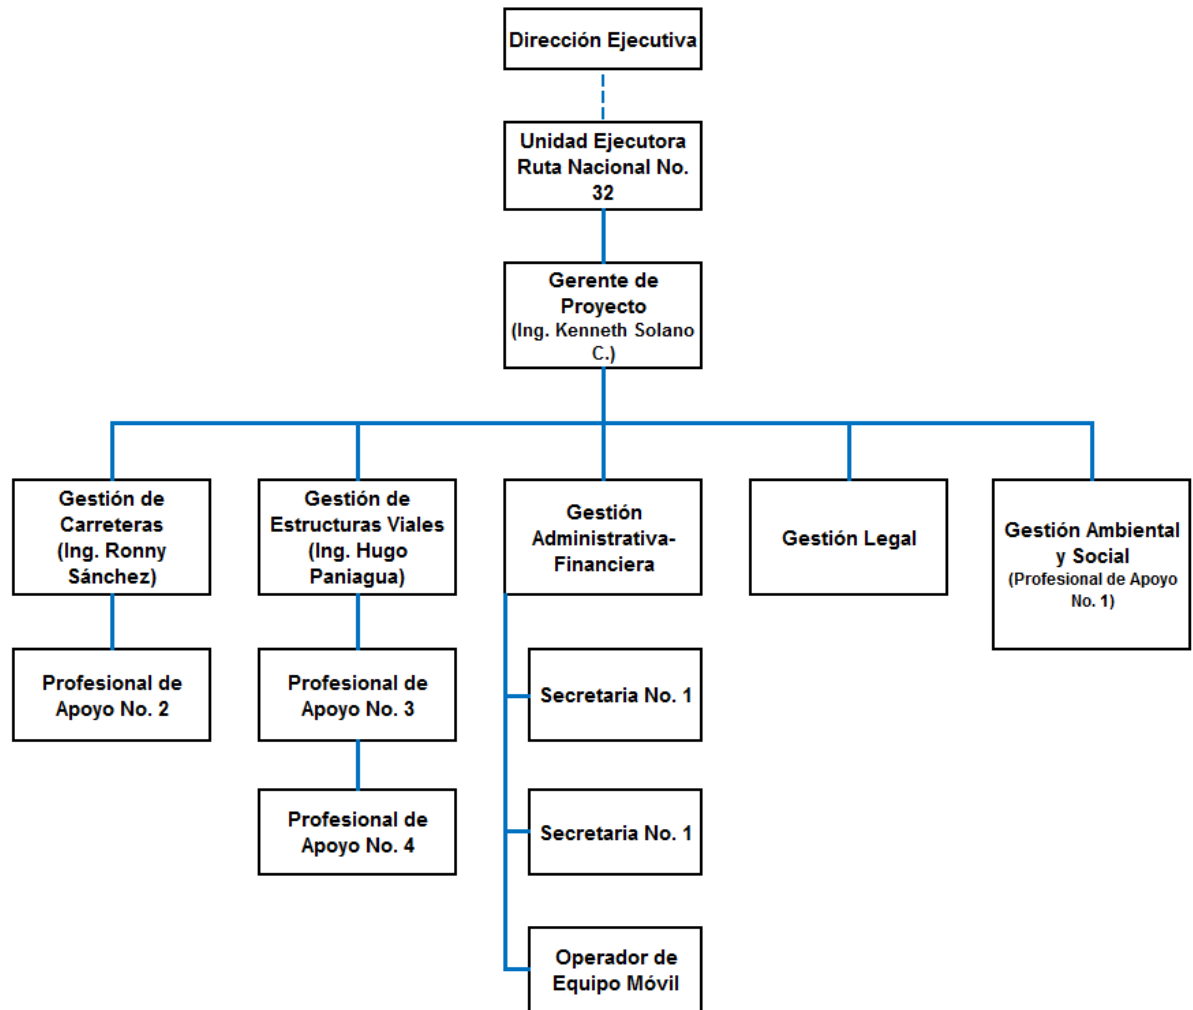 Dirección Ejecutiva
Unidad Ejecutora
Ruta Nacional No.
32
Gerente de
Proyecto
(Ing. Kenneth Solano
C.)
Gestión de
Carreteras
(Ing. Ronny
Sánchez)
Gestión de
Estructuras Viales
(Ing. Hugo
Paniagua)
Gestión
Administrativa-
Financiera
Gestión Legal
Gestión Ambiental
y Social
(Profesional de Apoyo
No. 1)
Profesional de
Apoyo No. 2
Profesional de
Apoyo No. 3
Secretaria No. 1
Profesional de
Apoyo No. 4
Secretaria No. 1
Operador de
Equipo Móvil